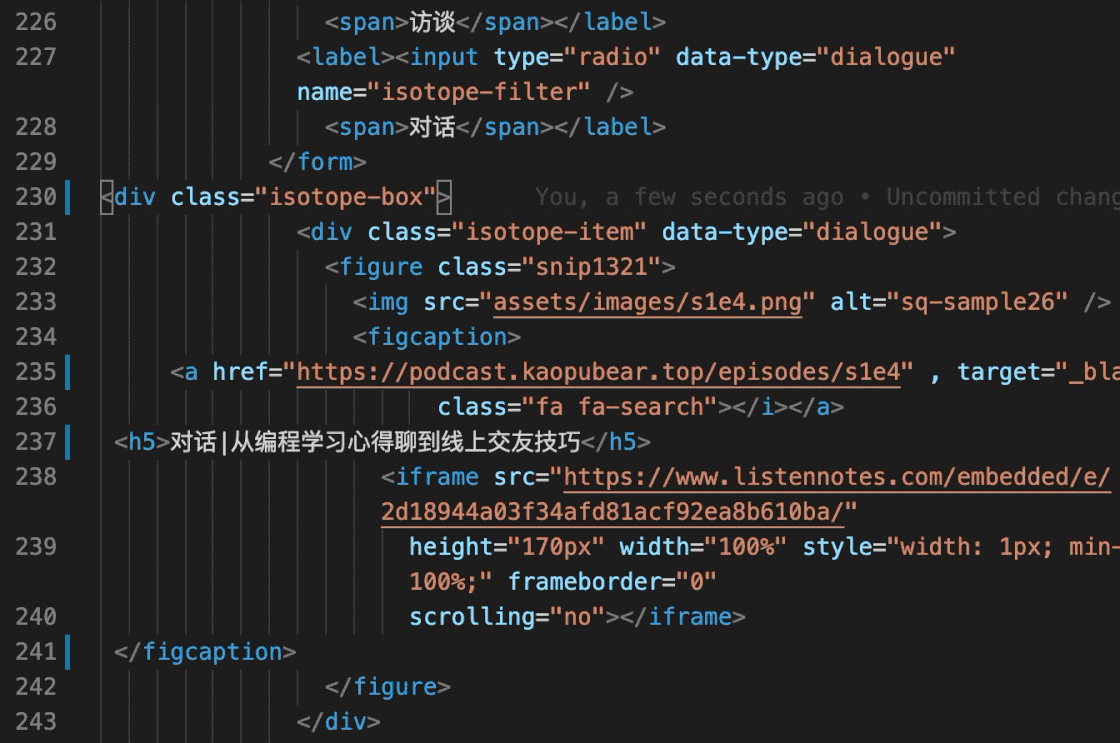 226 <span>访谈</span></label>
227 <label><input type="radio" data-type="dialogue"
name="isotope-filter" />
228 <span>对话</span></label>
229 </form>
230 <div class="isotope-box"> You, a few seconds ago • Uncommitted chang
231 <div class="isotope-item" data-type="dialogue">
232 <figure class="snip1321">
233 <img src="assets/images/s1e4.png" alt="sq-sample26" />
234 <figcaption>
235 <a href="https://podcast.kaopubear.top/episodes/s1e4" , target="_bla
236 class="fa fa-search"></i></a>
237 <h5>对话|从编程学习心得聊到线上交友技巧</h5>
238 <iframe src="https://www.listennotes.com/embedded/e/
2d18944a03f34afd81acf92ea8b610ba/"
239 height="170px" width="100%" style="width: 1px; min-
100%;" frameborder="0"
240 scrolling="no"></iframe>
241 </figcaption>
242 </figure>
243 </div>